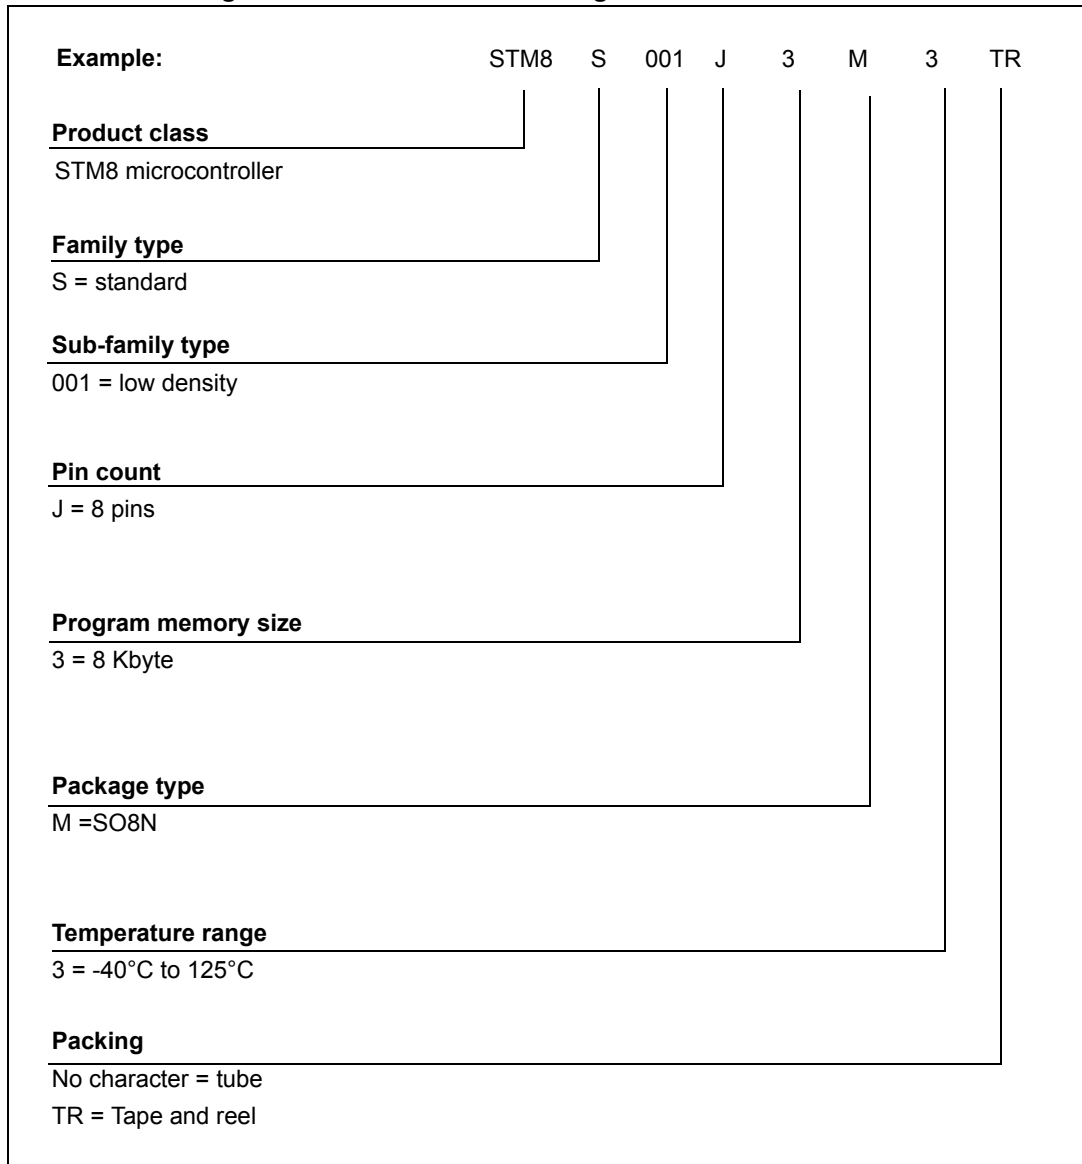 Example: STM8 S 001 J 3 M 3 TR
Product class
STM8 microcontroller
Family type
S = standard
Sub-family type
001 = low density
Pin count
J = 8 pins
Program memory size
3 = 8 Kbyte
Package type
M =SO8N
Temperature range
3 = -40°C to 125°C
Packing
No character = tube
TR = Tape and reel